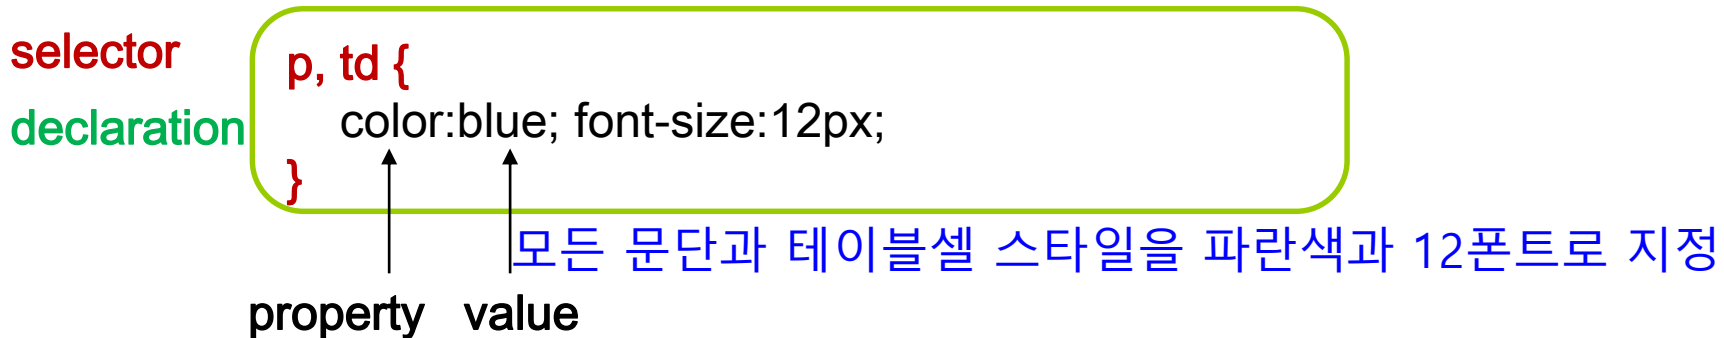 selector
p, td {
declaration
color:blue; font-size:12px;
}
모든 문단과 테이블셀 스타일을 파란색과 12폰트로 지정
property value